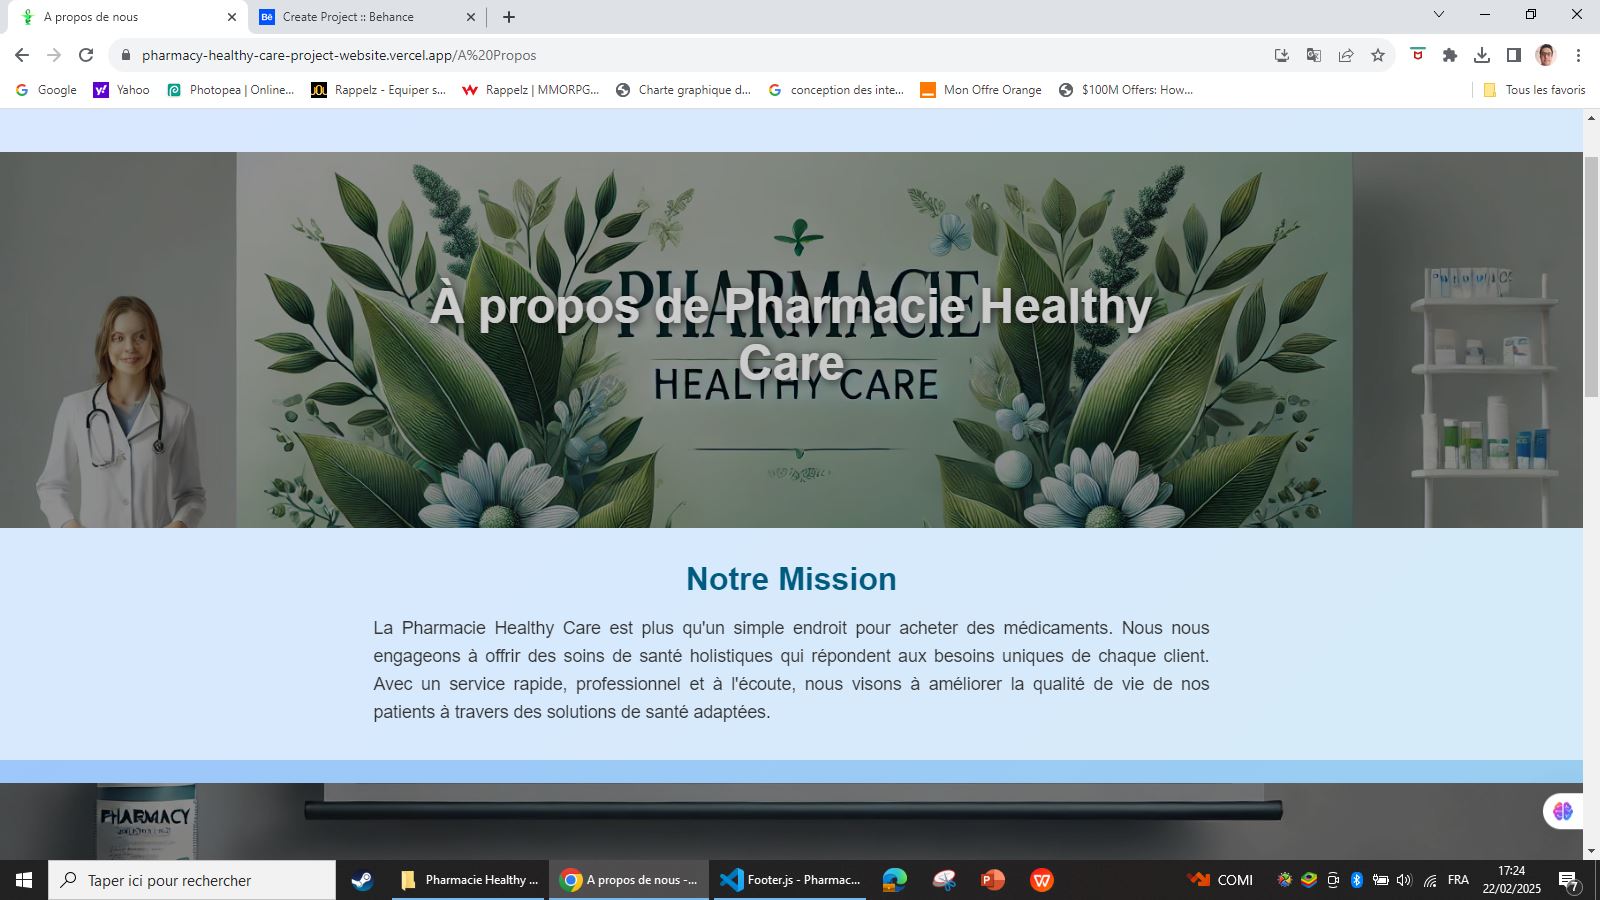 A propos de nous
Create Project :: Behance
pharmacy-healthy-care-project-website.vercel.app/A%20Propos
Google
Yahoo
Photopea | Online...
Rappelz - Equiper s...
Rappelz | MMORPG...
Charte graphique d...
conception des inte...
Mon Offre Orange
$100M Offers: How...
Tous les favoris
PHARMACIE
HEALTHY CARE
À propos de Pharmacie Healthy
Care
Notre Mission
La Pharmacie Healthy Care est plus qu'un simple endroit pour acheter des médicaments. Nous nous
engageons à offrir des soins de santé holistiques qui répondent aux besoins uniques de chaque client.
Avec un service rapide, professionnel et à l'écoute, nous visons à améliorer la qualité de vie de nos
patients à travers des solutions de santé adaptées.
PHARMACY
Taper ici pour rechercher
Pharmacie Healthy ...
A propos de nous -...
Footer.js - Pharmac...
COMI
FRA
17:24
22/02/2025
7